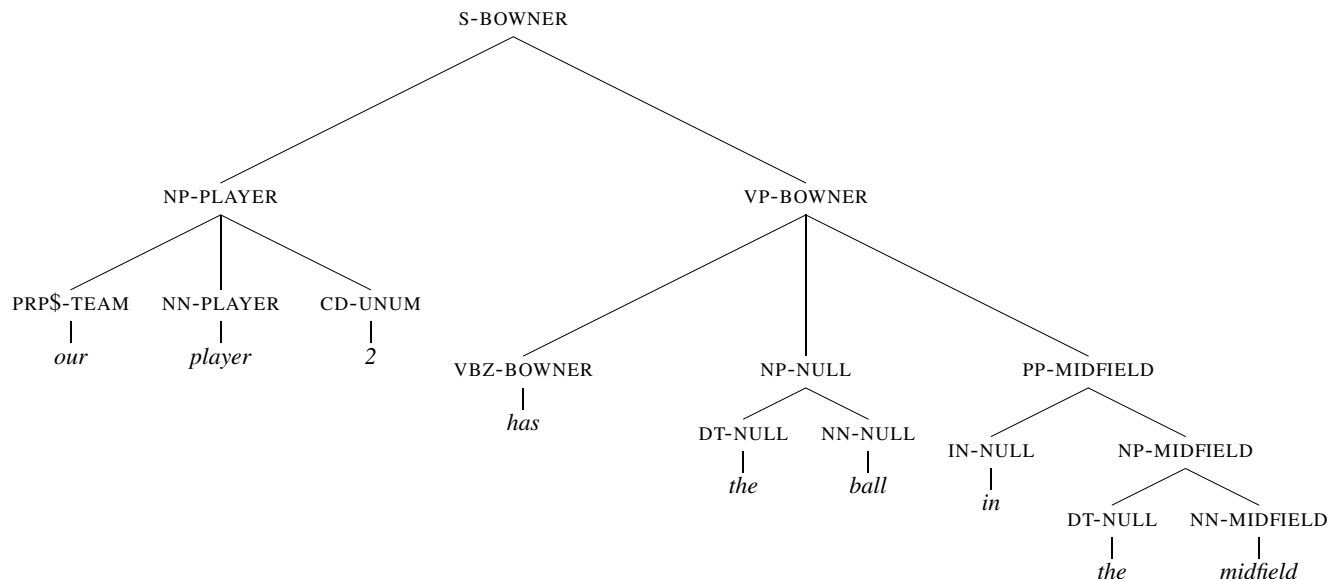 S-BOWNER
NP-PLAYER VP-BOWNER
PRP$-TEAM NN-PLAYER CD-UNUM
our player 2
VBZ-BOWNER NP-NULL PP-MIDFIELD
has
DT-NULL NN-NULL IN-NULL NP-MIDFIELD
the ball in
DT-NULL NN-MIDFIELD
the midfield